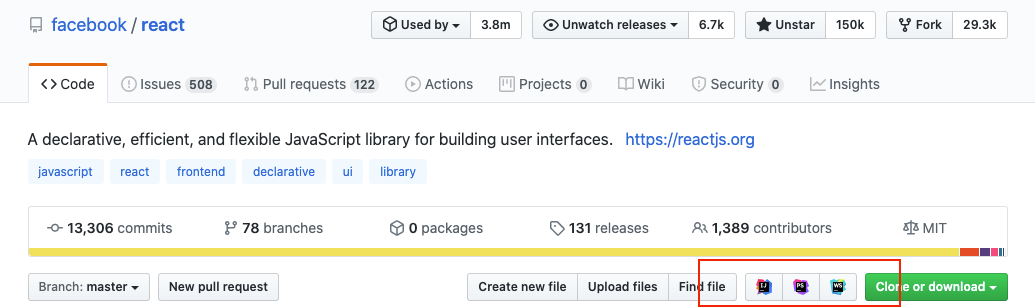 facebook / react
Used by 3.8m Unwatch releases 6.7k Unstar 150k Fork 29.3k
Code Issues 508 Pull requests 122 Actions Projects 0 Wiki Security 0 Insights
A declarative, efficient, and flexible JavaScript library for building user interfaces. https://reactjs.org
javascript react frontend declarative ui library
13,306 commits 78 branches 0 packages 131 releases 1,389 contributors MIT
Branch: master New pull request Create new file Upload files Find file IJ PS WS Clone or download